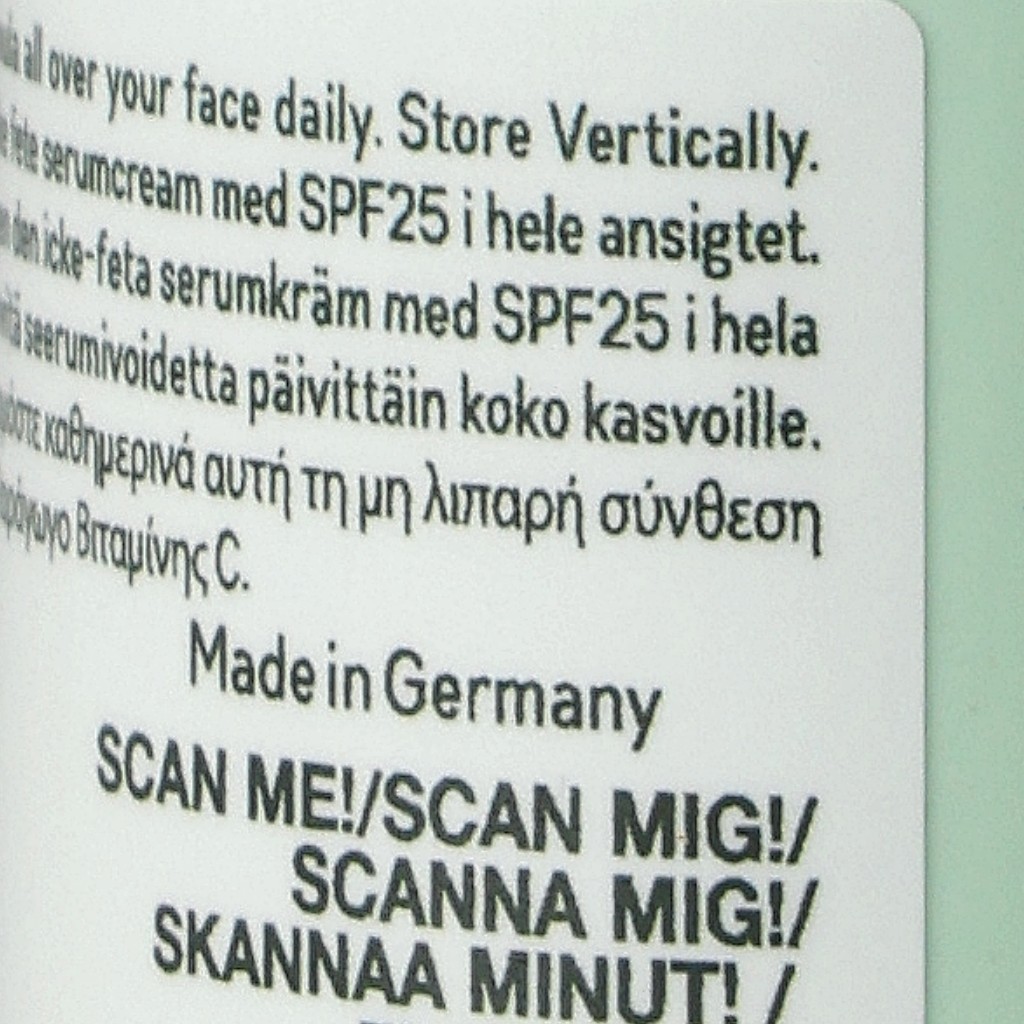 all over your face daily. Store Vertically.
fete serumcream med SPF25 i hele ansigtet.
den icke-feta serumkräm med SPF25 i hela
seerumivoidetta päivittäin koko kasvoille.
καθημερινά αυτή τη μη λιπαρή σύνθεση
Βιταμίνης C.
Made in Germany
SCAN ME!/SCAN MIG!/
SCANNA MIG!/
SKANNAA MINUT! /